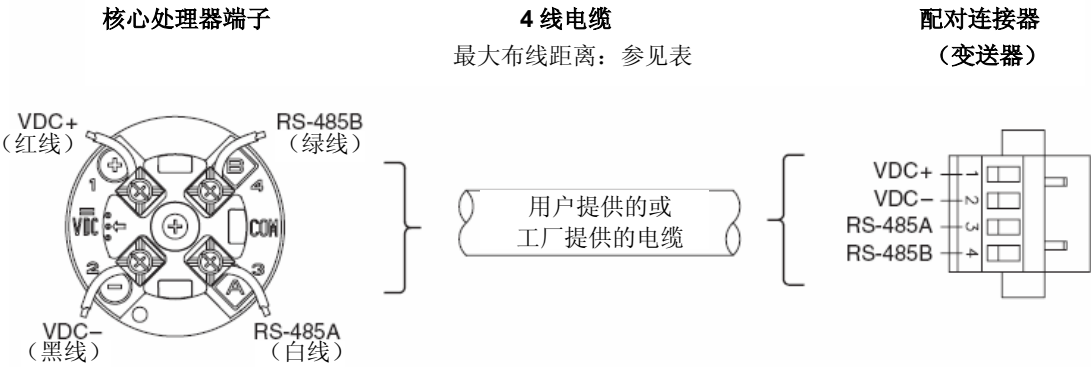 核心处理器端子
4 线电缆
最大布线距离：参见表
配对连接器
（变送器）
VDC+
（红线）
RS-485B
（绿线）
+
B
1
4
VDC
COM
2
3
−
A
VDC−
（黑线）
RS-485A
（白线）
用户提供的或
工厂提供的电缆
VDC+ 1
VDC− 2
RS-485A 3
RS-485B 4